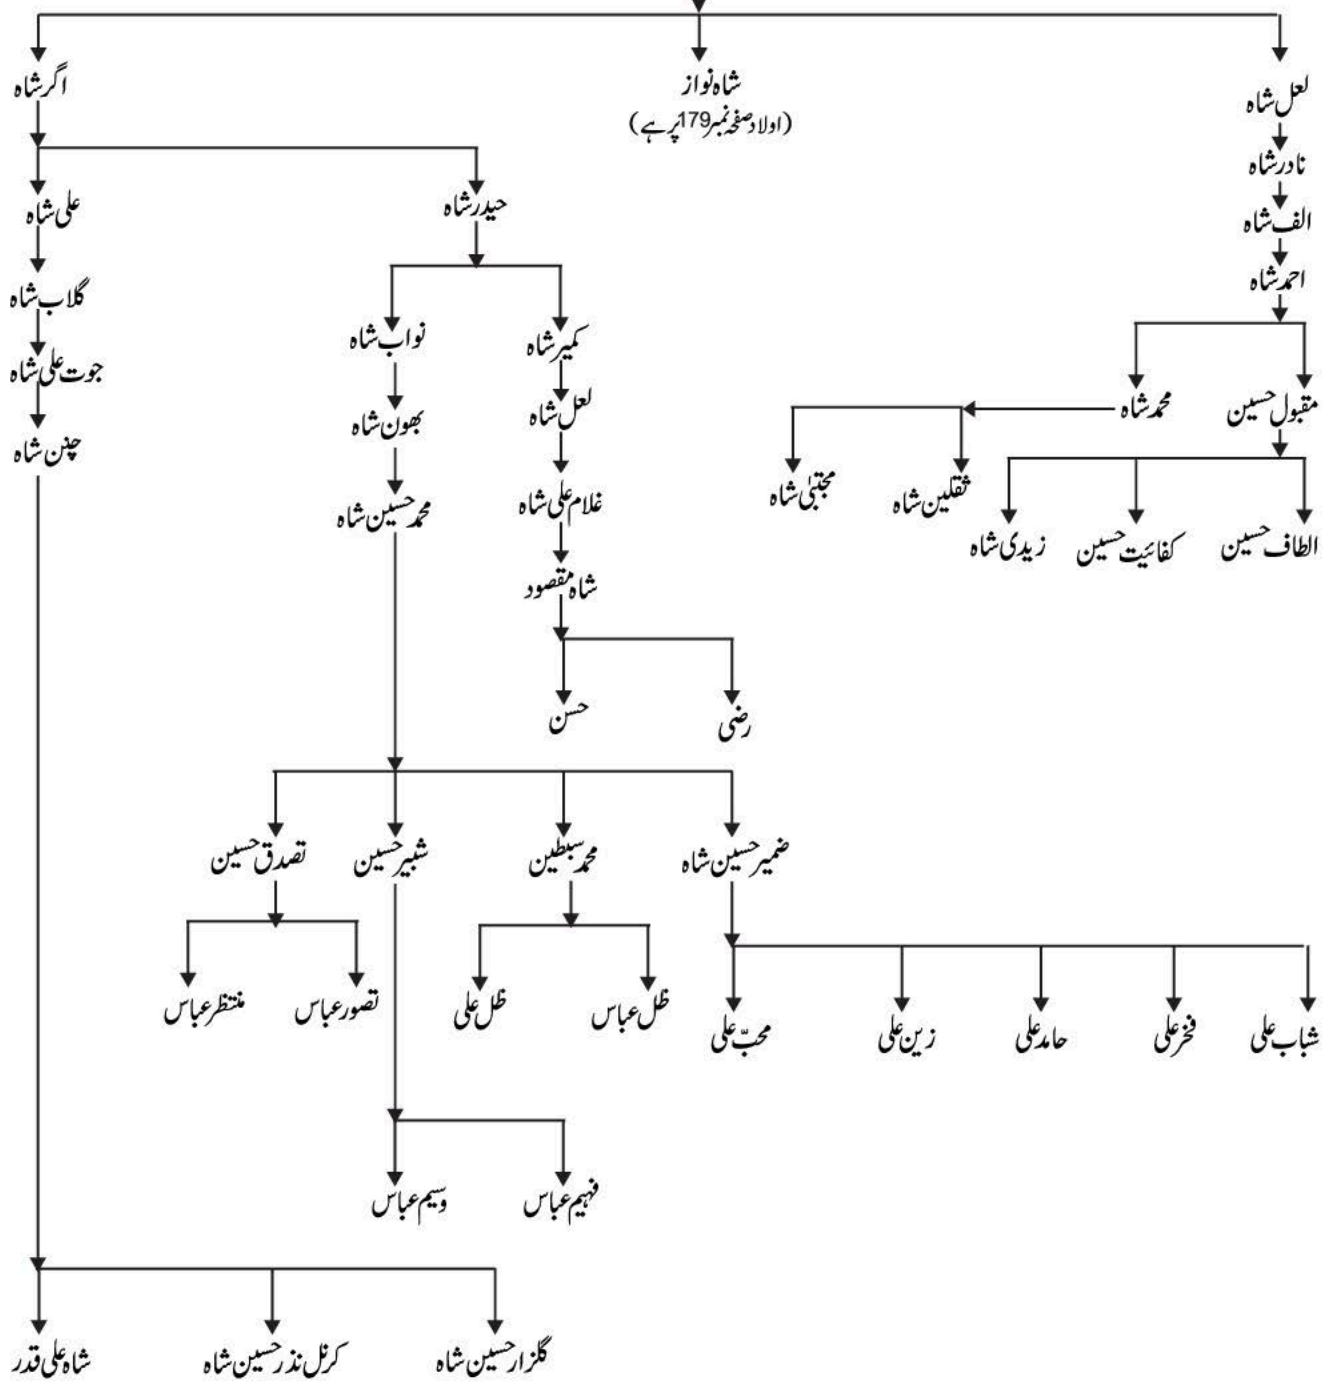 لعل شاہ
شاہ نواز
اگر شاہ
(اولاد صفحہ نمبر 179 پر ہے)
نادر شاہ
الف شاہ
احمد شاہ
حیدر شاہ
علی شاہ
گلاب شاہ
کمیر شاہ
نواب شاہ
جوت علی شاہ
مقبول حسین
محمد شاہ
لعل شاہ
بھون شاہ
چنن شاہ
ثقلین شاہ
مجتبٰی شاہ
غلام علی شاہ
محمد حسین شاہ
الطاف حسین
کفائیت حسین
زیدی شاہ
شاہ مقصود
رضی
حسن
ضمیر حسین شاہ
محمد سبطین
شبیر حسین
تصدق حسین
ظل عباس
ظل علی
تصور عباس
منتظر عباس
شباب علی
فخر علی
حامد علی
زین علی
محبّ علی
فہیم عباس
وسیم عباس
گلزار حسین شاہ
کرنل نذر حسین شاہ
شاہ علی قدر